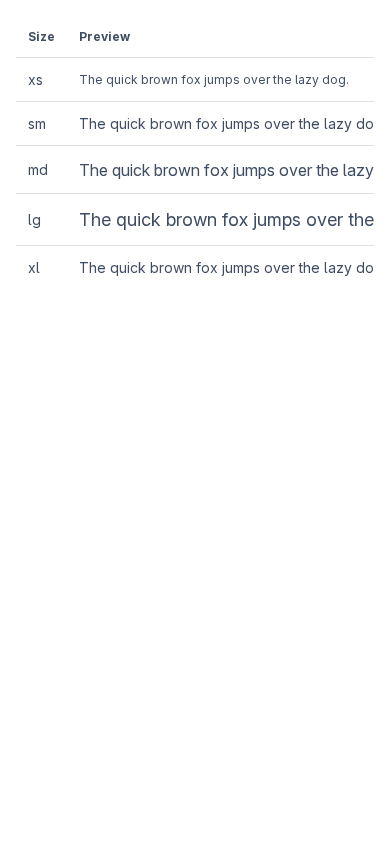 Size Preview
xs The quick brown fox jumps over the lazy dog.
sm The quick brown fox jumps over the lazy do
md The quick brown fox jumps over the lazy
lg The quick brown fox jumps over the
xl The quick brown fox jumps over the lazy do